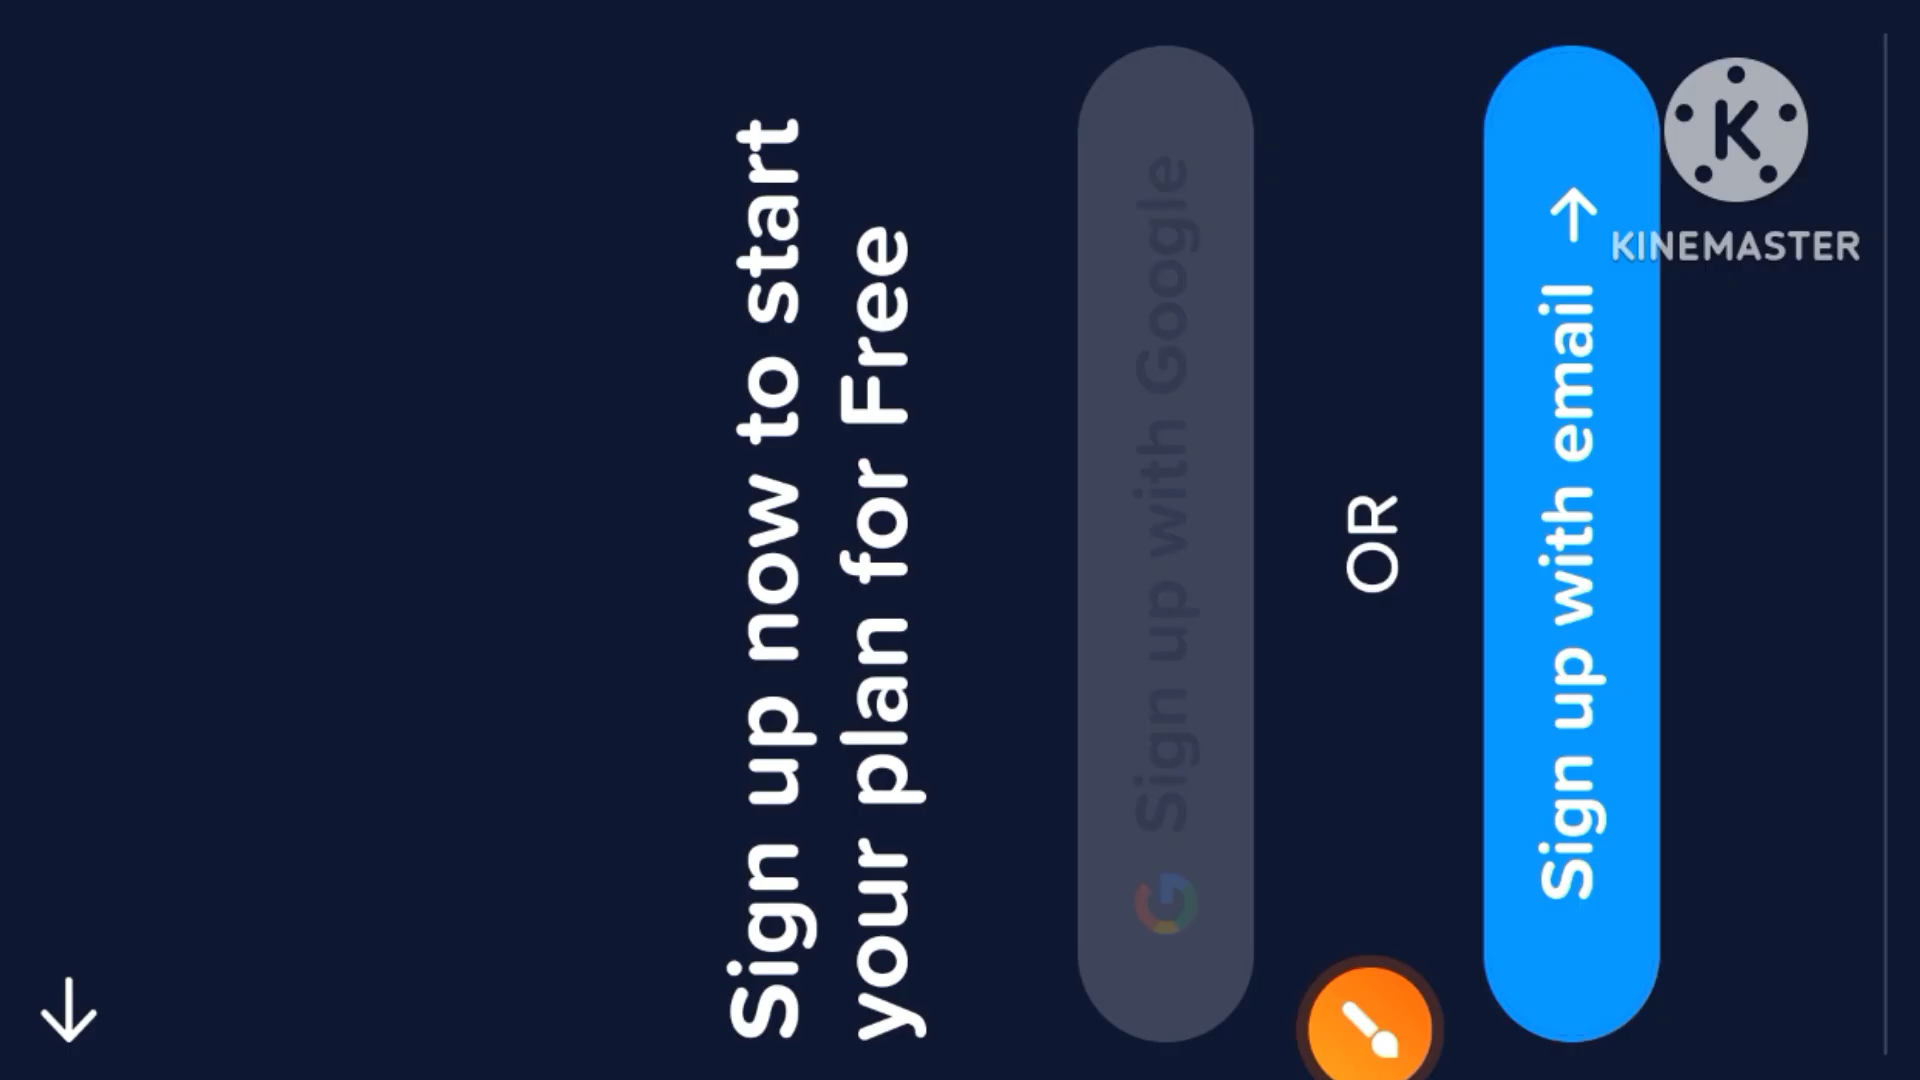 Sign up now to start
your plan for Free
Sign up with Google
OR
Sign up with email →
K
KINEMASTER